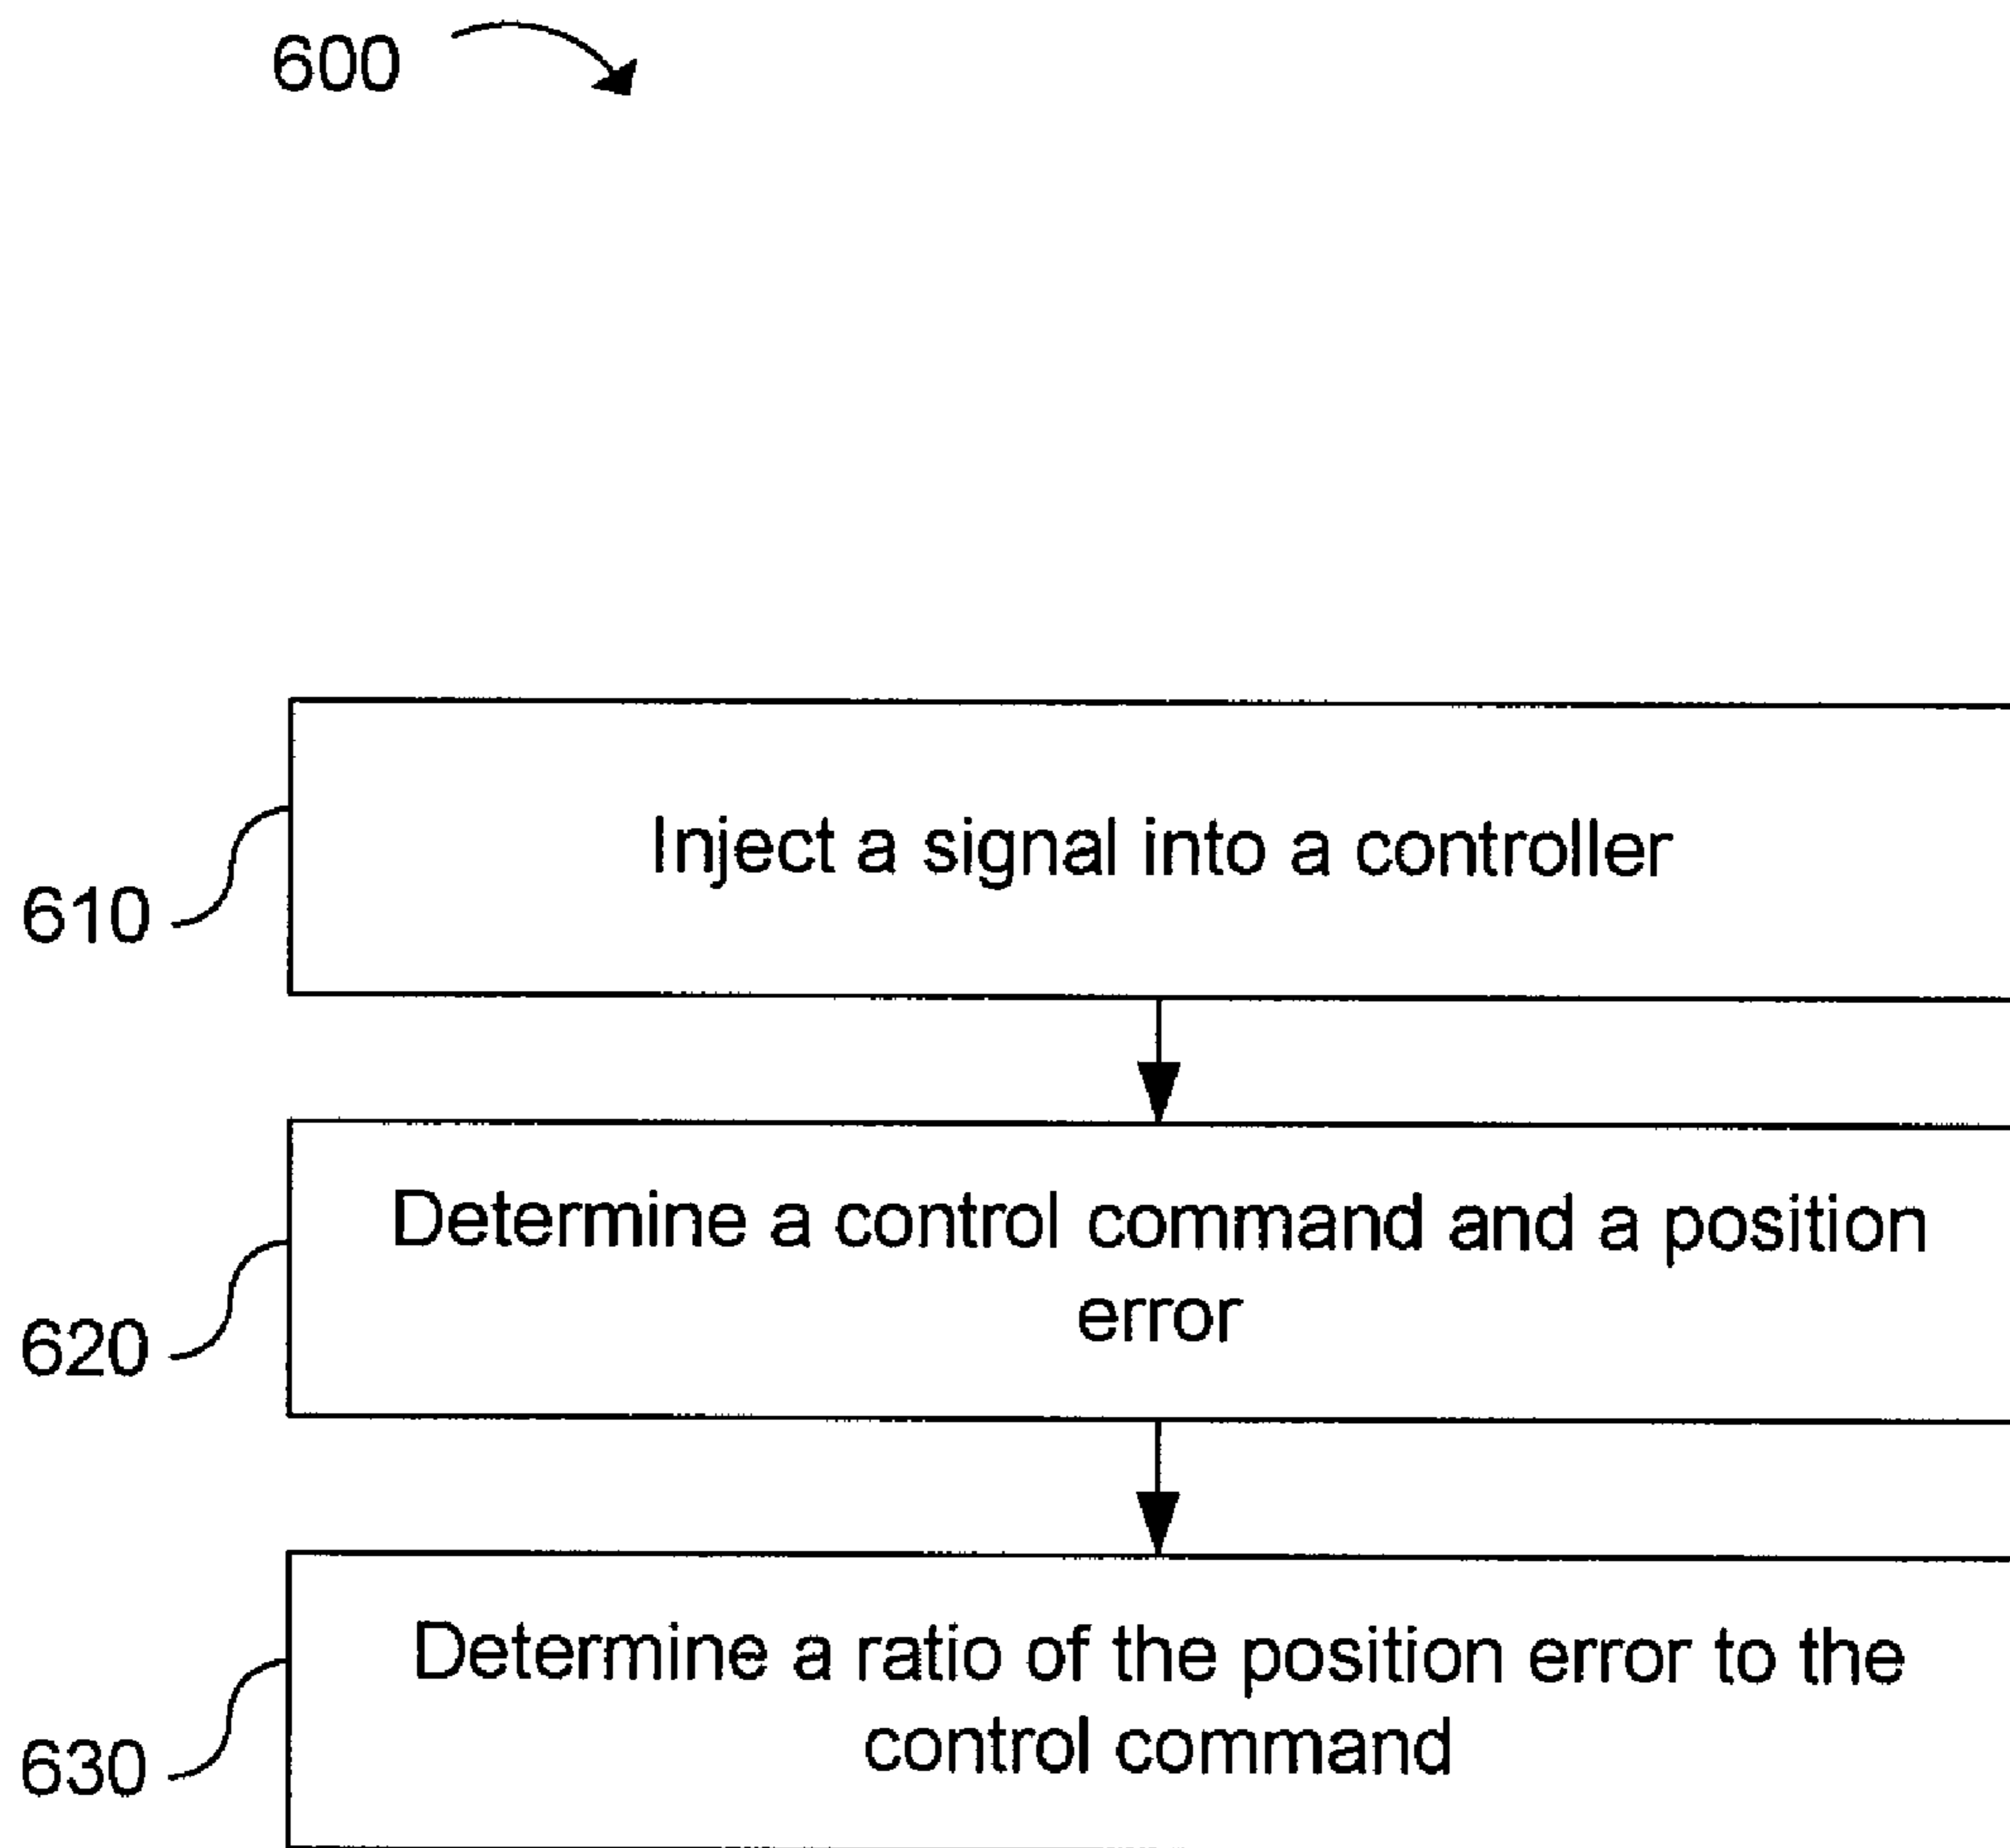 600
Inject a signal into a controller
610
Determine a control command and a position
error
620
Determine a ratio of the position error to the
control command
630